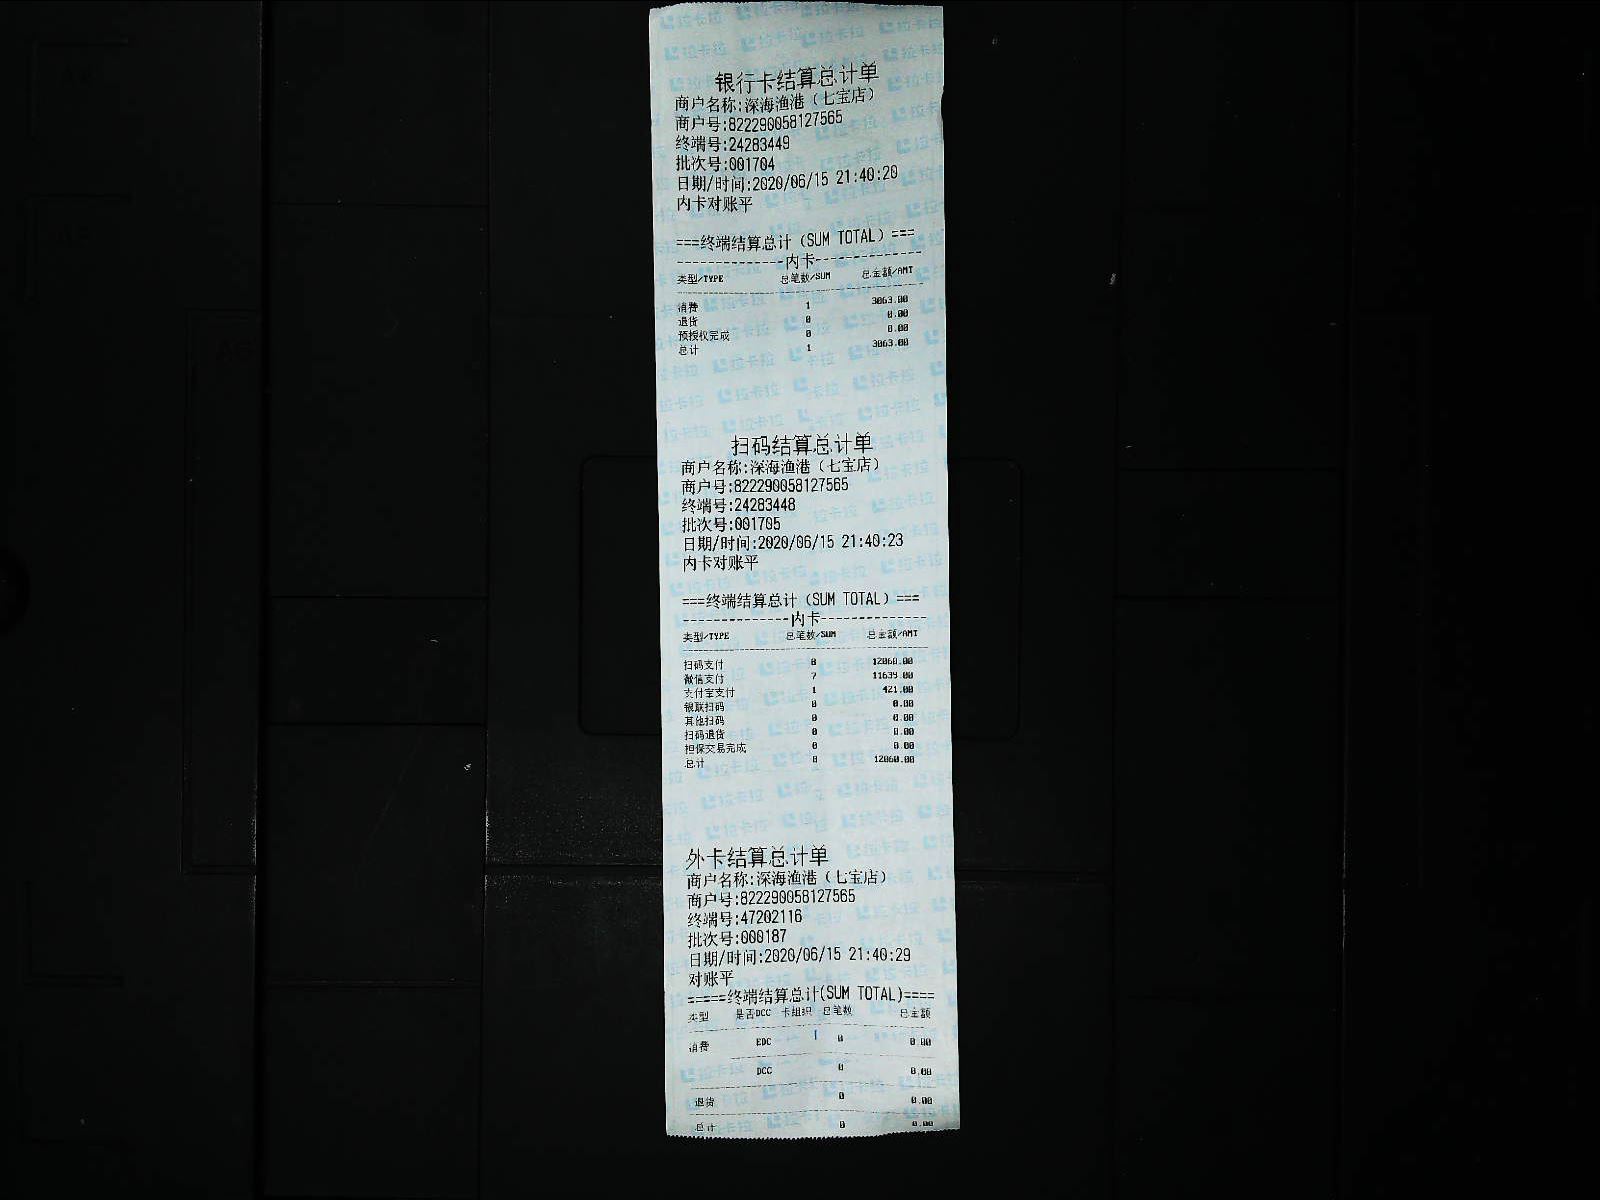 银行卡结算总计单
商户名称:深海渔港（七宝店）
商户号:822290058127565
终端号:24283449
批次号:001704
日期/时间:2020/06/15 21:40:20
内卡对账平
===终端结算总计（SUM TOTAL）===
---------------内卡---------------
类型/TYPE 总笔数/SUM 总金额/AMT
消费 1 3063.00
退货 0 0.00
预授权完成 0 0.00
总计 1 3063.00
扫码结算总计单
商户名称:深海渔港（七宝店）
商户号:822290058127565
终端号:24283448
批次号:001705
日期/时间:2020/06/15 21:40:23
内卡对账平
===终端结算总计（SUM TOTAL）===
---------------内卡---------------
类型/TYPE 总笔数/SUM 总金额/AMT
扫码支付 8 12060.00
微信支付 7 11639.00
支付宝支付 1 421.00
银联扫码 0 0.00
其他扫码 0 0.00
扫码退货 0 0.00
担保交易完成 0 0.00
总计 8 12060.00
外卡结算总计单
商户名称:深海渔港（七宝店）
商户号:822290058127565
终端号:47202116
批次号:000187
日期/时间:2020/06/15 21:40:29
对账平
=====终端结算总计(SUM TOTAL)====
类型 是否DCC 卡组织 总笔数 总金额
消费 EDC 0 0.00
DCC 0 0.00
退货 0 0.00
总计 0 0.00